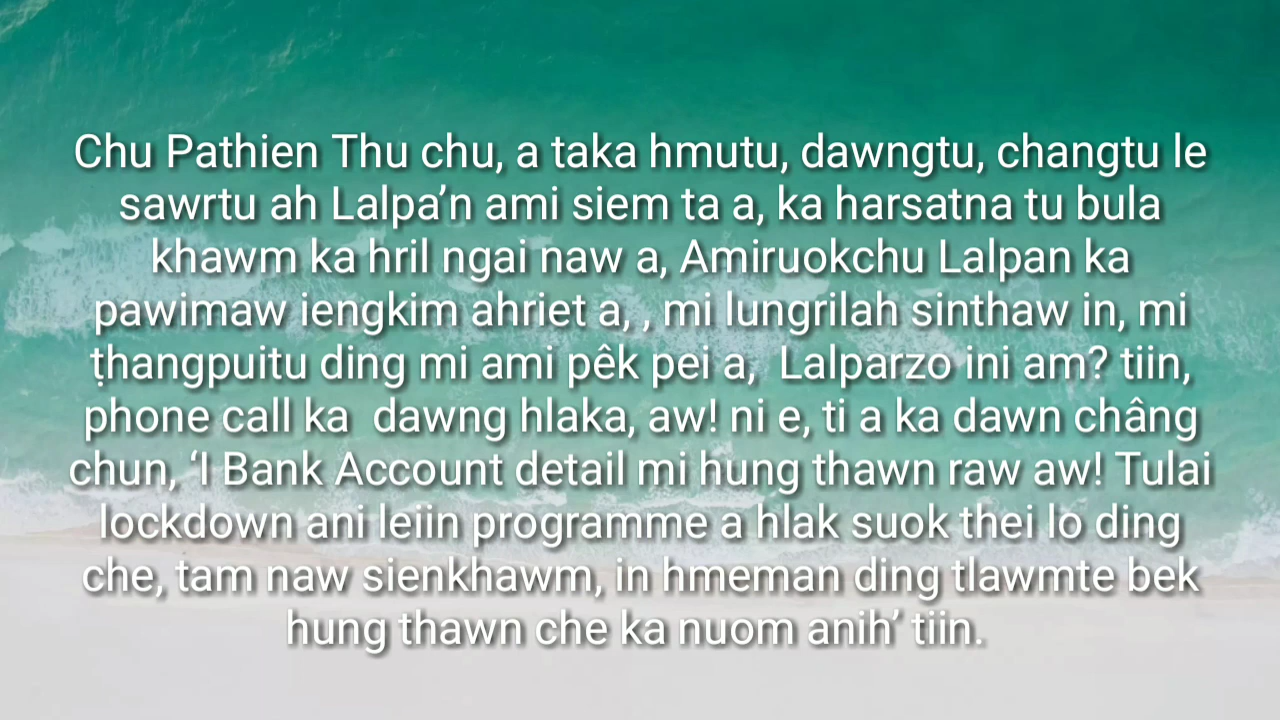 Chu Pathien Thu chu, a taka hmutu, dawngtu, changtu le
sawrtu ah Lalpa’n ami siem ta a, ka harsatna tu bula
khawm ka hril ngai naw a, Amiruokchu Lalpan ka
pawimaw iengkim ahriet a, , mi lungrilah sinthaw in, mi
ṭhangpuitu ding mi ami pêk pei a,  Lalparzo ini am? tiin,
phone call ka  dawng hlaka, aw! ni e, ti a ka dawn châng
chun, ‘I Bank Account detail mi hung thawn raw aw! Tulai
lockdown ani leiin programme a hlak suok thei lo ding
che, tam naw sienkhawm, in hmeman ding tlawmte bek
hung thawn che ka nuom anih’ tiin.